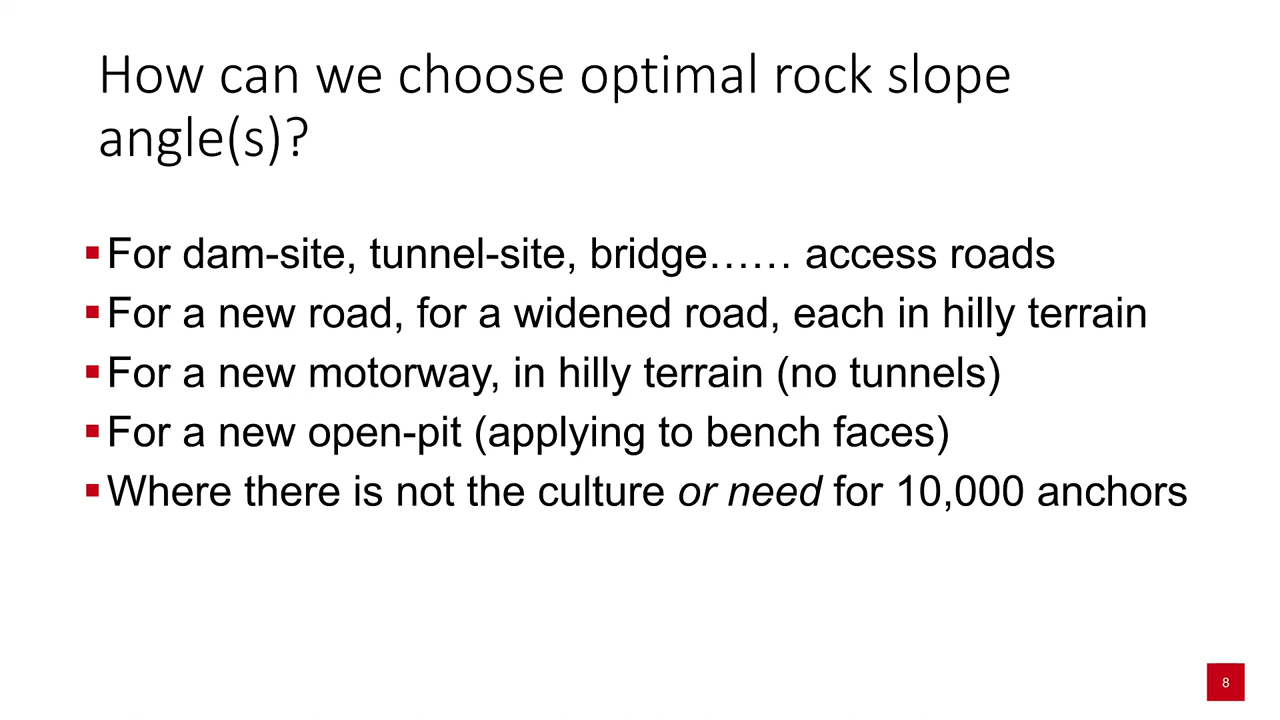 How can we choose optimal rock slope
angle(s)?
▪For dam-site, tunnel-site, bridge…… access roads
▪For a new road, for a widened road, each in hilly terrain
▪For a new motorway, in hilly terrain (no tunnels)
▪For a new open-pit (applying to bench faces)
▪Where there is not the culture or need for 10,000 anchors
8